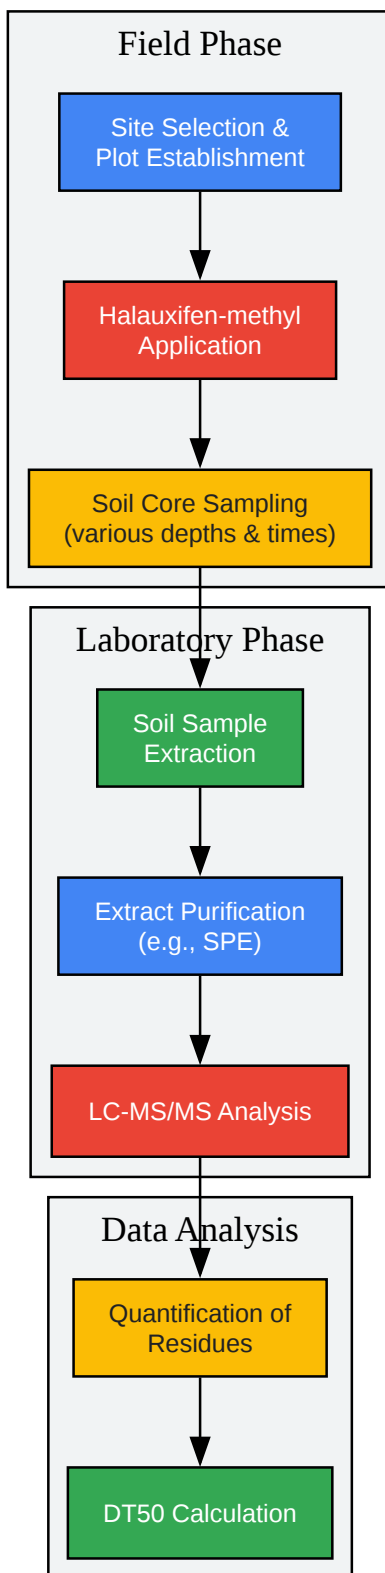 Field Phase
Site Selection &
Plot Establishment
Halauxifen-methyl
Application
Soil Core Sampling
(various depths & times)
Laboratory Phase
Soil Sample
Extraction
Extract Purification
(e.g., SPE)
LC-MS/MS Analysis
Data Analysis
Quantification of
Residues
DT50 Calculation